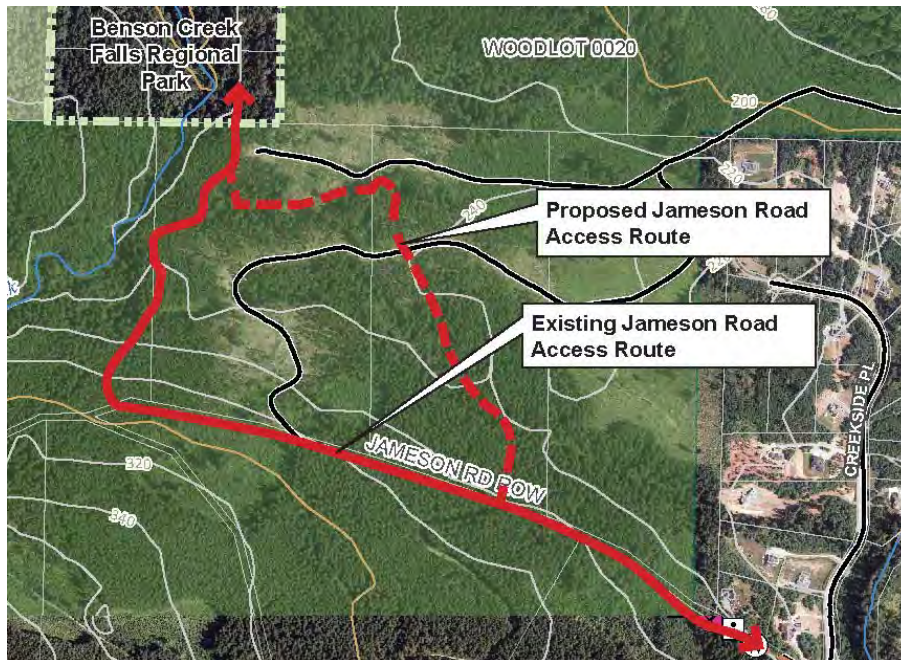 Benson Creek
Falls Regional
Park
WOODLOT 0020
200
220
240
Proposed Jameson Road
Access Route
Existing Jameson Road
Access Route
CREEKSIDE PL
JAMESON RD ROW
320
340